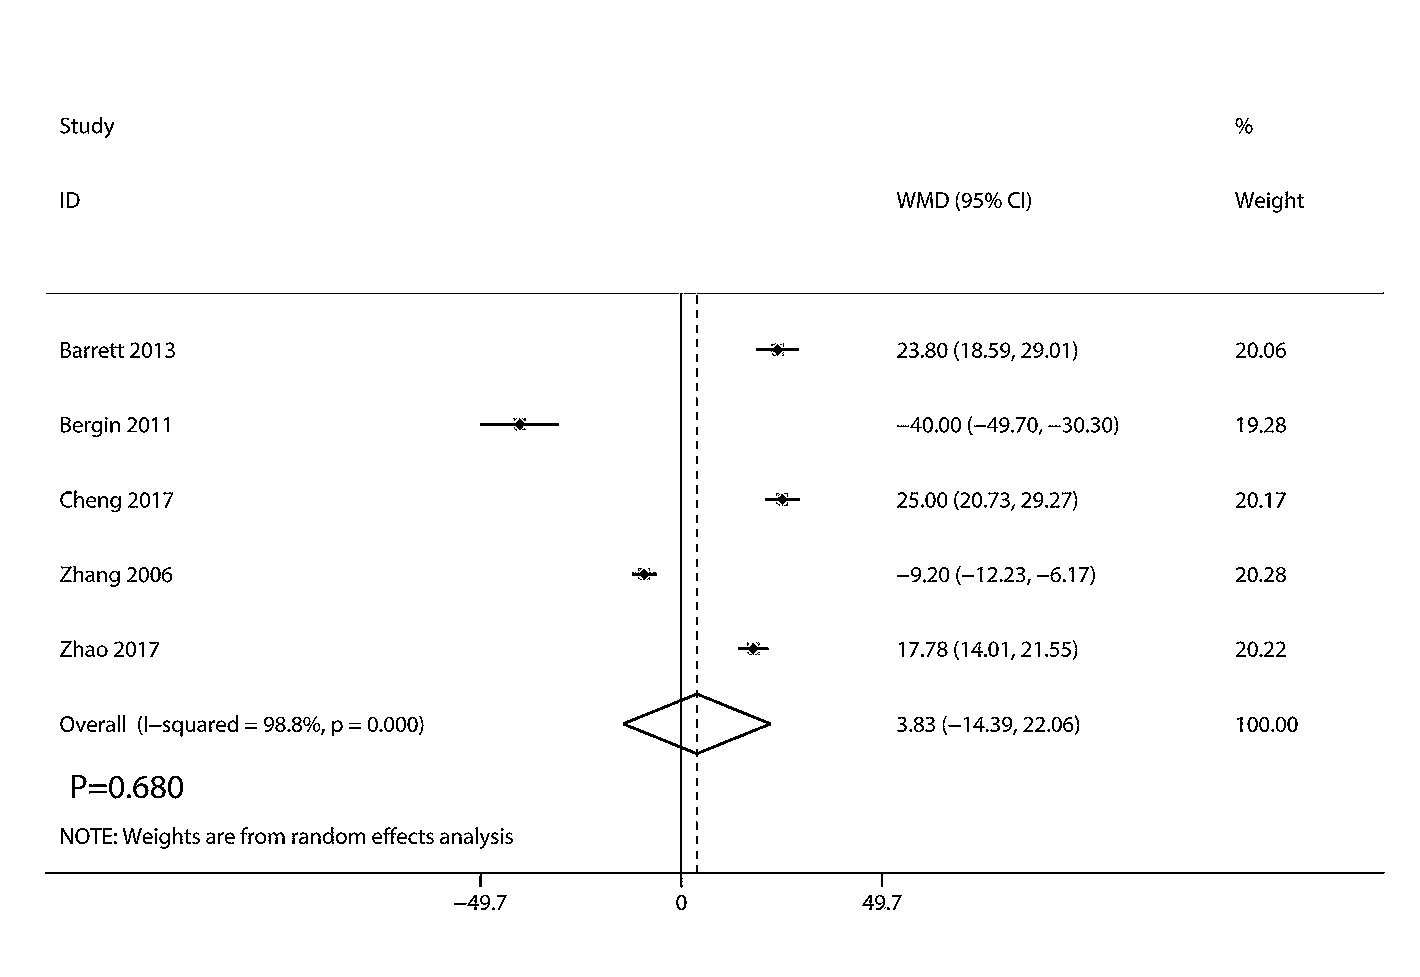 Study %
ID WMD (95% CI) Weight
Barrett 2013 23.80 (18.59, 29.01) 20.06
Bergin 2011 −40.00 (−49.70, −30.30) 19.28
Cheng 2017 25.00 (20.73, 29.27) 20.17
Zhang 2006 −9.20 (−12.23, −6.17) 20.28
Zhao 2017 17.78 (14.01, 21.55) 20.22
Overall (I−squared = 98.8%, p = 0.000) 3.83 (−14.39, 22.06) 100.00
P=0.680
NOTE: Weights are from random effects analysis
−49.7 0 49.7